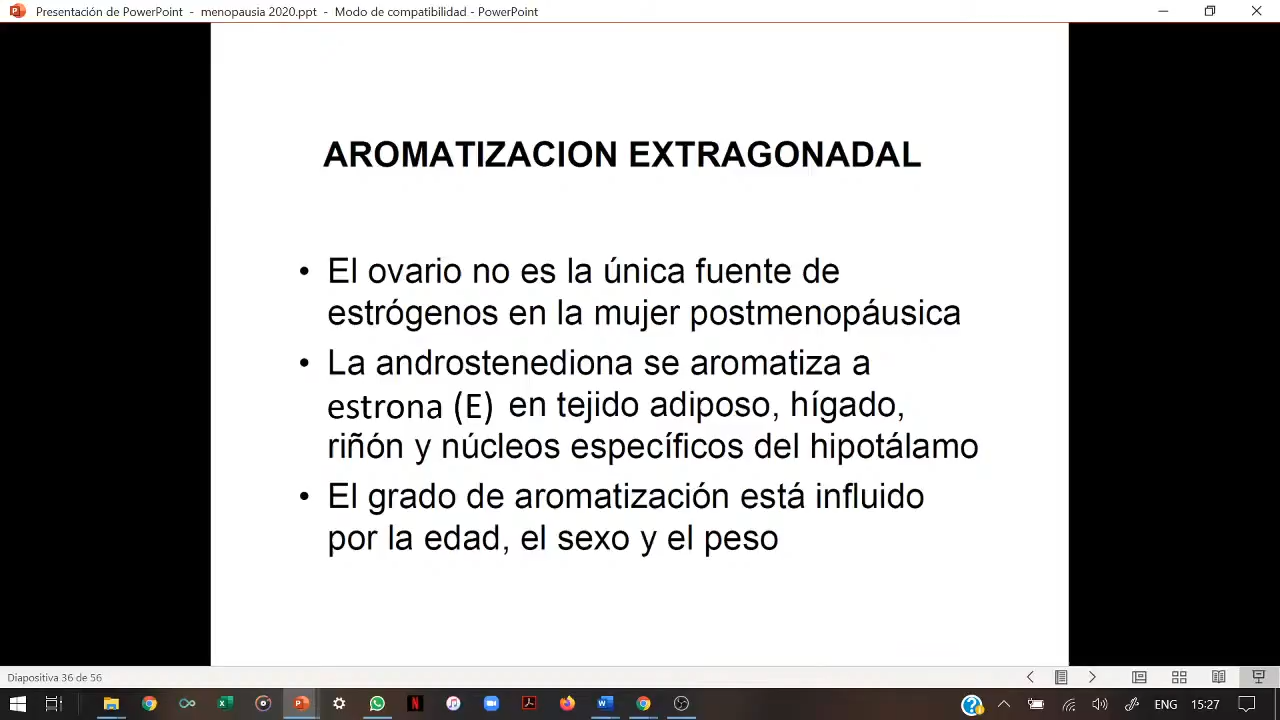 Presentación de PowerPoint - menopausia 2020.ppt - Modo de compatibilidad - PowerPoint
AROMATIZACION EXTRAGONADAL
• El ovario no es la única fuente de
estrógenos en la mujer postmenopáusica
• La androstenediona se aromatiza a
estrona (E) en tejido adiposo, hígado,
riñón y núcleos específicos del hipotálamo
• El grado de aromatización está influido
por la edad, el sexo y el peso
Diapositiva 36 de 56
ENG 15:27